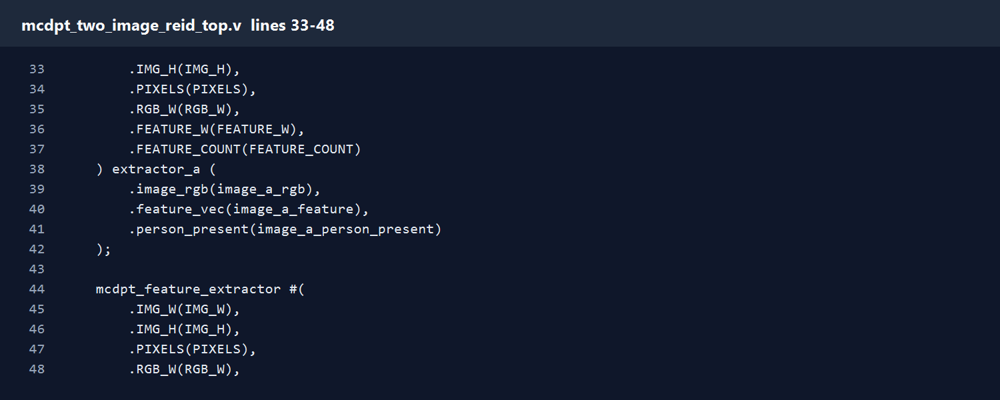 mcdpt_two_image_reid_top.v lines 33-48
33 .IMG_H(IMG_H),
34 .PIXELS(PIXELS),
35 .RGB_W(RGB_W),
36 .FEATURE_W(FEATURE_W),
37 .FEATURE_COUNT(FEATURE_COUNT)
38 ) extractor_a (
39 .image_rgb(image_a_rgb),
40 .feature_vec(image_a_feature),
41 .person_present(image_a_person_present)
42 );
43
44 mcdpt_feature_extractor #(
45 .IMG_W(IMG_W),
46 .IMG_H(IMG_H),
47 .PIXELS(PIXELS),
48 .RGB_W(RGB_W),